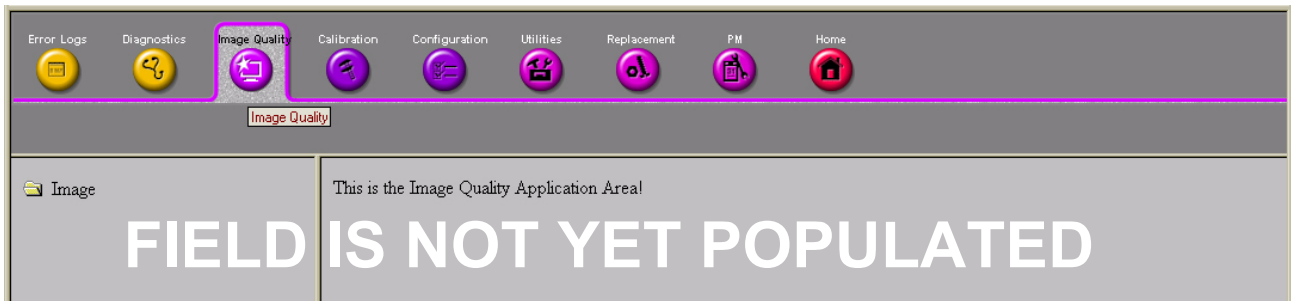 Error Logs Diagnostics Image Quality Calibration Configuration Utilities Replacement PM Home
Image Quality
Image
This is the Image Quality Application Area!
FIELD IS NOT YET POPULATED